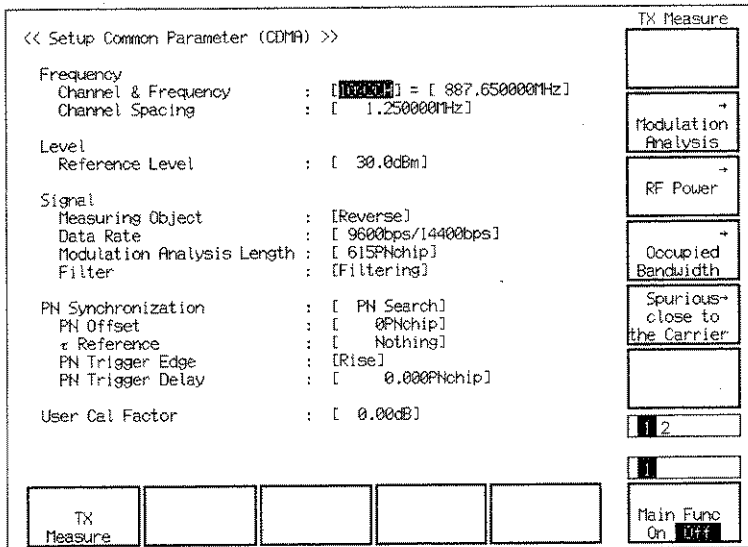 << Setup Common Parameter (CDMA) >>
Frequency
Channel & Frequency : [ ] = [ 887.650000MHz]
Channel Spacing : [ 1.250000MHz]
Level
Reference Level : [ 30.0dBm]
Signal
Measuring Object : [Reverse]
Data Rate : [ 9600bps/14400bps]
Modulation Analysis Length : [ 615PNchip]
Filter : [Filtering]
PN Synchronization : [ PN Search]
PN Offset : [ 0PNchip]
τ Reference : [ Nothing]
PN Trigger Edge : [Rise]
PN Trigger Delay : [ 0.000PNchip]
User Cal Factor : [ 0.00dB]
TX Measure
→
Modulation
Analysis
→
RF Power
→
Occupied
Bandwidth
Spurious→
close to
the Carrier
1 2
1
Main Func
On Off
TX
Measure